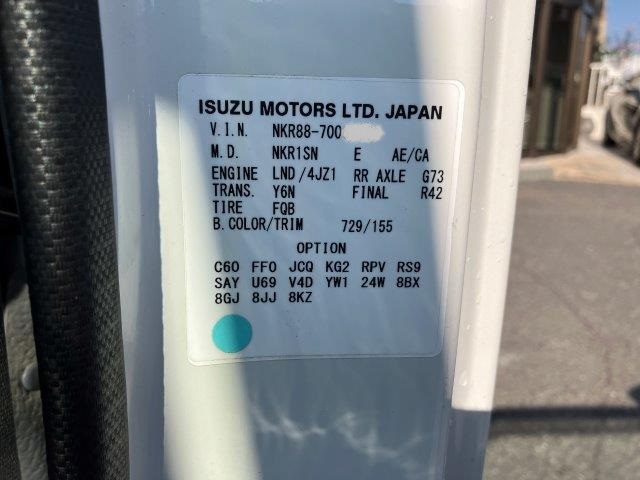 ISUZU MOTORS LTD. JAPAN
V.I.N. NKR88-700
M.D. NKR1SN E AE/CA
ENGINE LND/4JZ1 RR AXLE G73
TRANS. Y6N FINAL R42
TIRE FQB
B.COLOR/TRIM 729/155
OPTION
C60 FF0 JCQ KG2 RPV RS9
SAY U69 V4D YW1 24W 8BX
8GJ 8JJ 8KZ